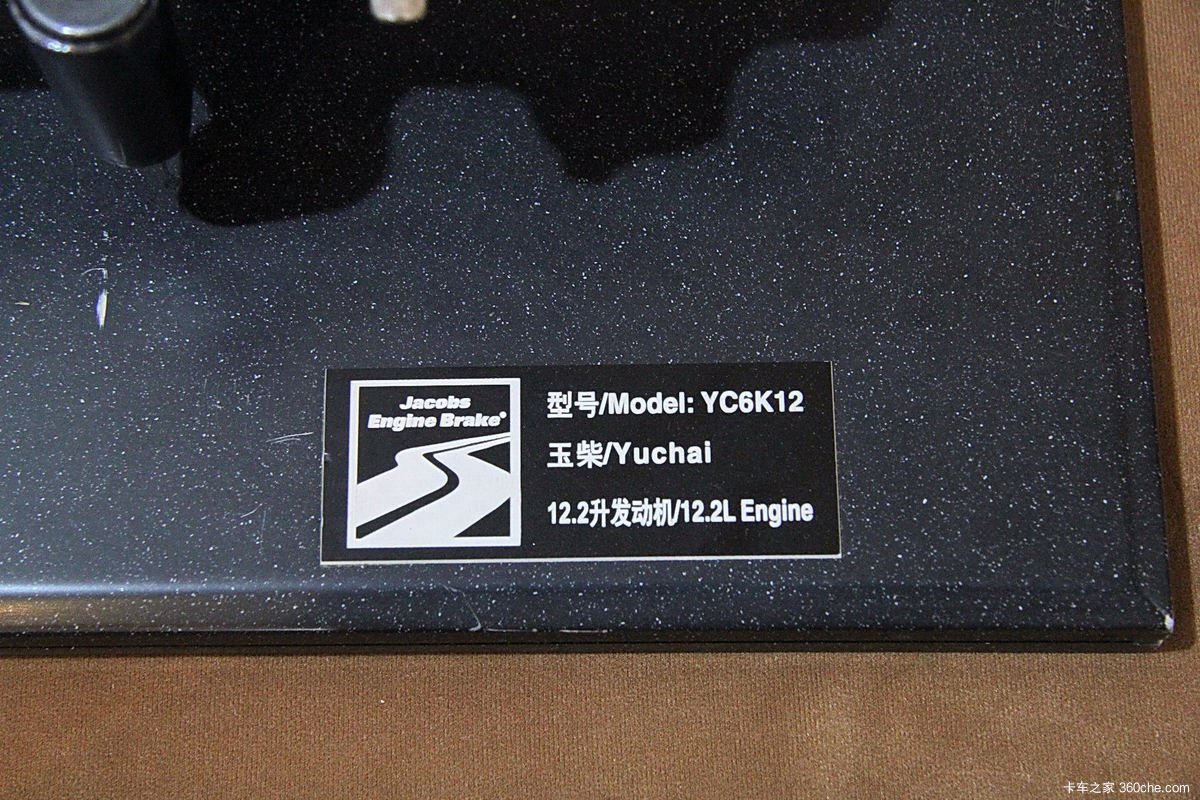 Jacobs
Engine Brake®
型号/Model: YC6K12
玉柴/Yuchai
12.2升发动机/12.2L Engine
卡车之家 360che.com